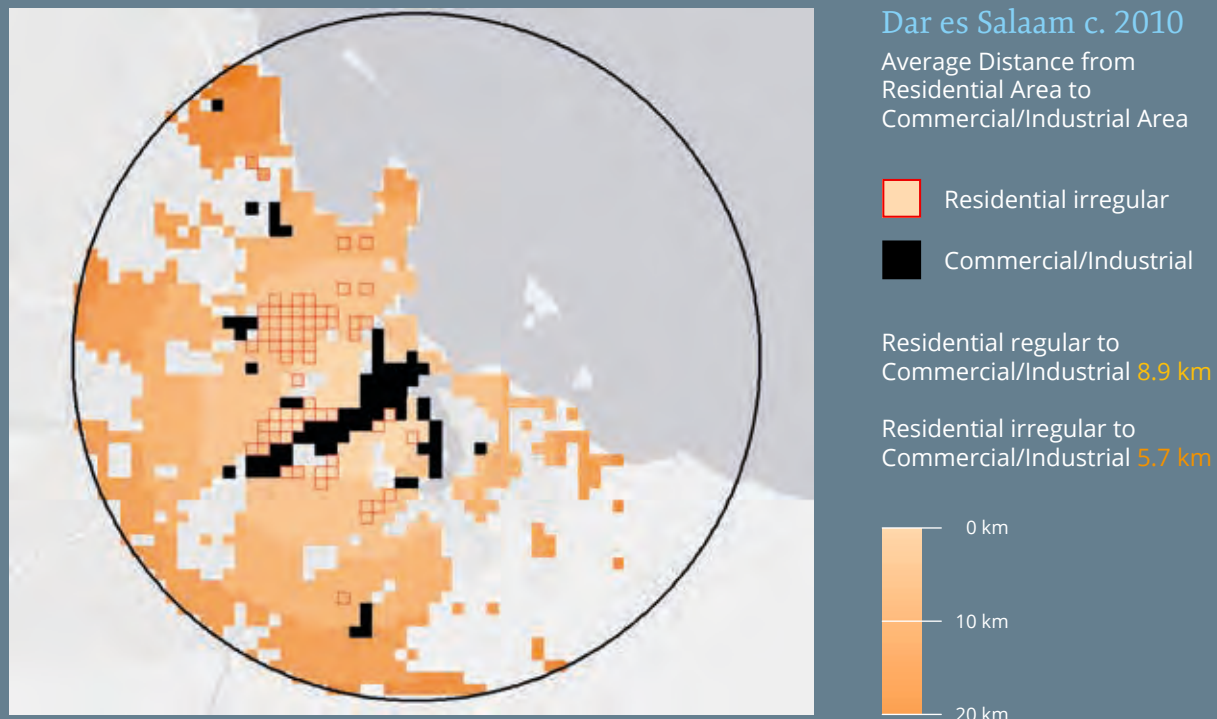 Dar es Salaam c. 2010
Average Distance from
Residential Area to
Commercial/Industrial Area
Residential irregular
Commercial/Industrial
Residential regular to
Commercial/Industrial 8.9 km
Residential irregular to
Commercial/Industrial 5.7 km
0 km
10 km
20 km